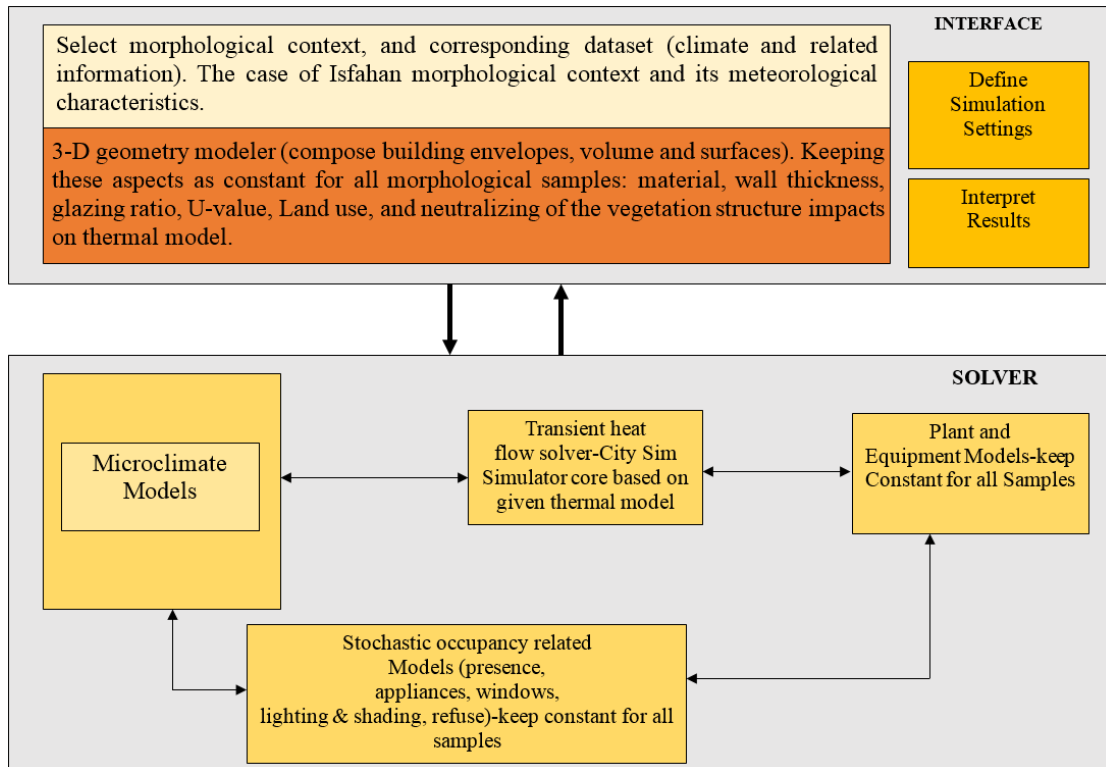 INTERFACE
Select morphological context, and corresponding dataset (climate and related
information). The case of Isfahan morphological context and its meteorological
characteristics.
3-D geometry modeler (compose building envelopes, volume and surfaces). Keeping
these aspects as constant for all morphological samples: material, wall thickness,
glazing ratio, U-value, Land use, and neutralizing of the vegetation structure impacts
on thermal model.
Define
Simulation
Settings
Interpret
Results
SOLVER
Microclimate
Models
Transient heat
flow solver-City Sim
Simulator core based on
given thermal model
Plant and
Equipment Models-keep
Constant for all Samples
Stochastic occupancy related
Models (presence,
appliances, windows,
lighting & shading, refuse)-keep constant for all
samples